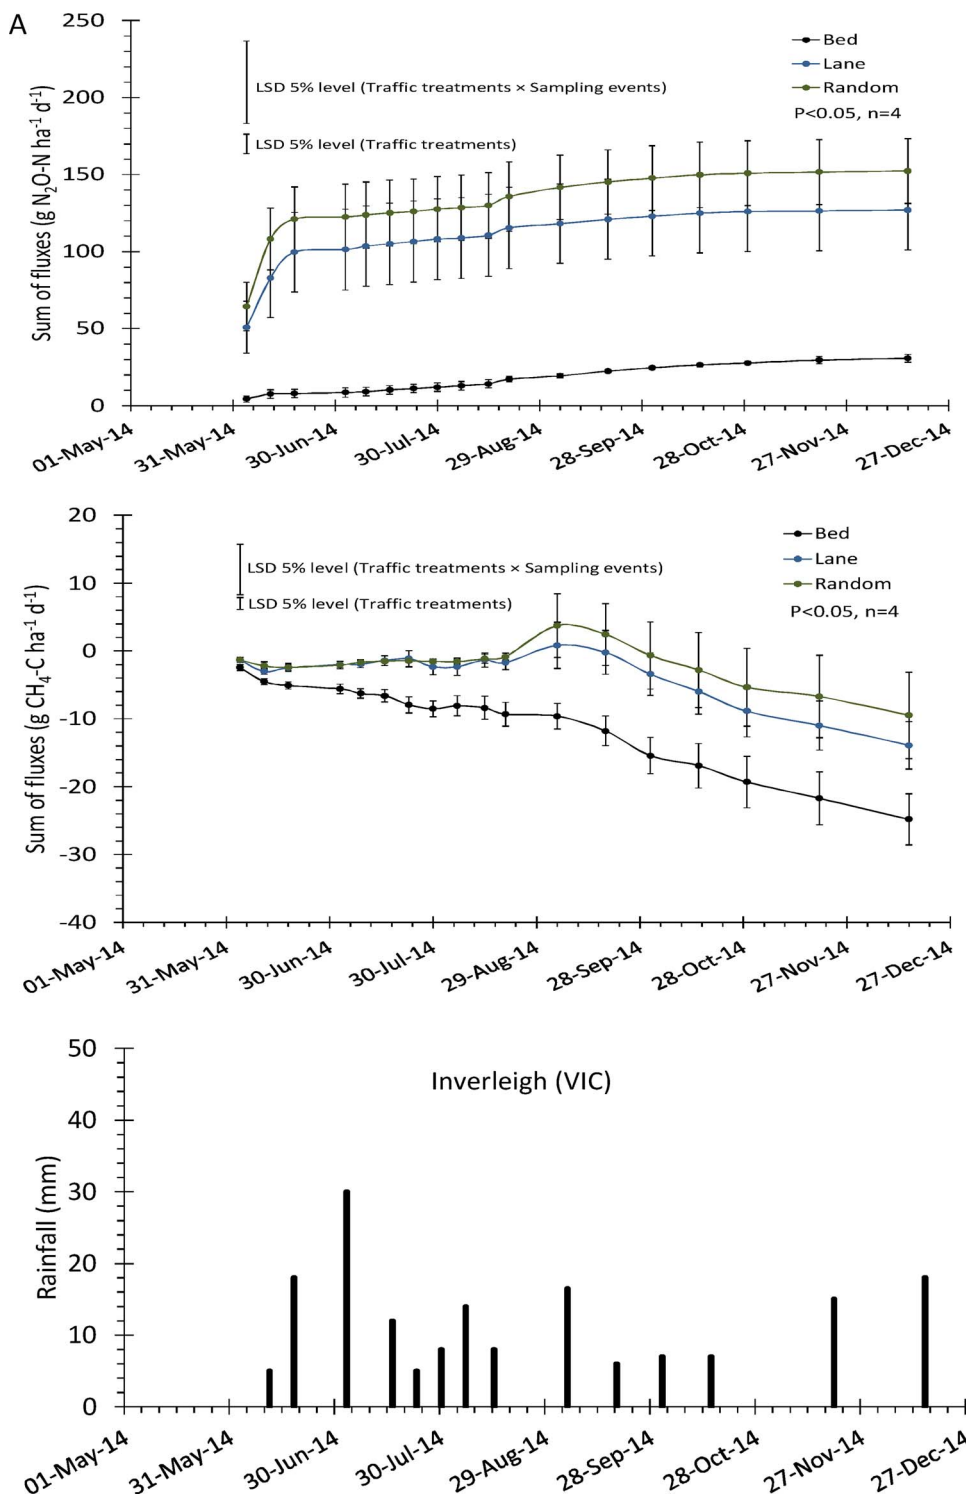 A
Sum of fluxes (g N₂O-N ha⁻¹ d⁻¹)
250
200
150
100
50
0
LSD 5% level (Traffic treatments × Sampling events)
LSD 5% level (Traffic treatments)
Bed
Lane
Random
P<0.05, n=4
01-May-14
31-May-14
30-Jun-14
30-Jul-14
29-Aug-14
28-Sep-14
28-Oct-14
27-Nov-14
27-Dec-14
Sum of fluxes (g CH₄-C ha⁻¹ d⁻¹)
20
10
0
-10
-20
-30
-40
LSD 5% level (Traffic treatments × Sampling events)
LSD 5% level (Traffic treatments)
Bed
Lane
Random
P<0.05, n=4
01-May-14
31-May-14
30-Jun-14
30-Jul-14
29-Aug-14
28-Sep-14
28-Oct-14
27-Nov-14
27-Dec-14
Inverleigh (VIC)
Rainfall (mm)
50
40
30
20
10
0
01-May-14
31-May-14
30-Jun-14
30-Jul-14
29-Aug-14
28-Sep-14
28-Oct-14
27-Nov-14
27-Dec-14